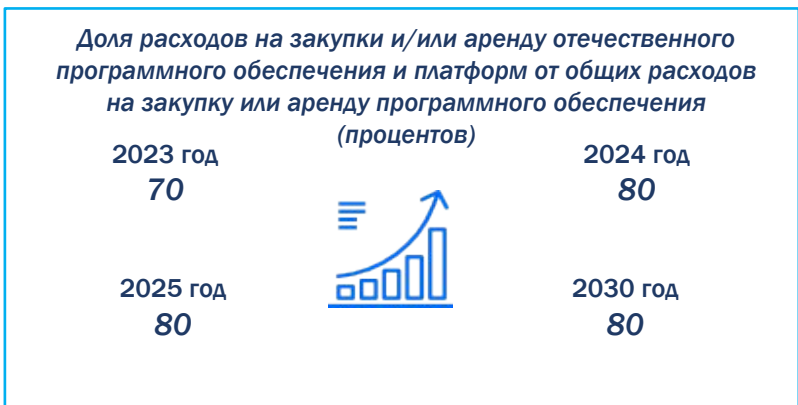 Доля расходов на закупки и/или аренду отечественного
программного обеспечения и платформ от общих расходов
на закупку или аренду программного обеспечения
(процентов)
2023 год
70
2024 год
80
2025 год
80
2030 год
80